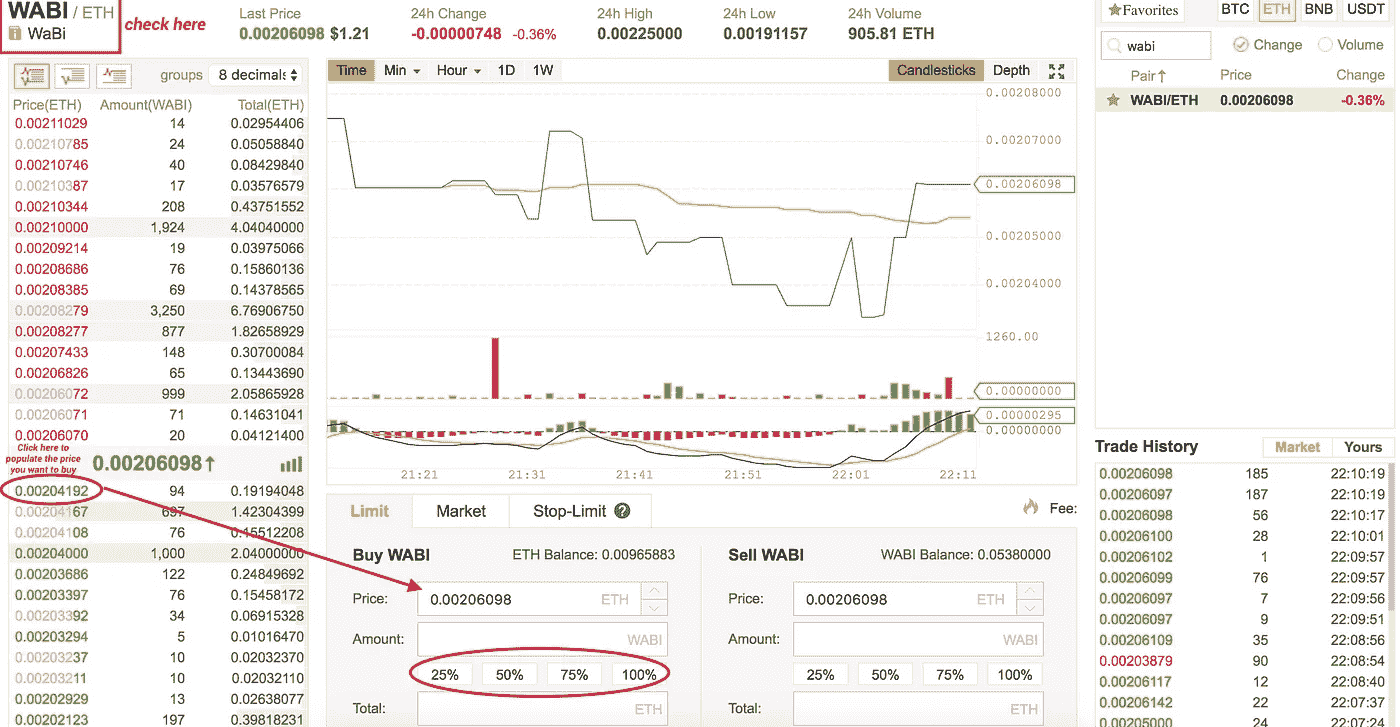 WABI / ETH
WaBi
check here
Last Price
0.00206098 $1.21
24h Change
-0.00000748 -0.36%
24h High
0.00225000
24h Low
0.00191157
24h Volume
905.81 ETH
groups 8 decimals
Price(ETH) Amount(WABI) Total(ETH)
0.00211029 14 0.02954406
0.00210785 24 0.05058840
0.00210746 40 0.08429840
0.00210387 17 0.03576579
0.00210344 208 0.43751552
0.00210000 1,924 4.04040000
0.00209214 19 0.03975066
0.00208686 76 0.15860136
0.00208385 69 0.14378565
0.00208279 3,250 6.76906750
0.00208277 877 1.82658929
0.00207433 148 0.30700084
0.00206826 65 0.13443690
0.00206072 999 2.05865928
0.00206071 71 0.14631041
0.00206070 20 0.04121400
Click here to
populate the price
you want to buy
0.00206098↑
0.00204192 94 0.19194048
0.00204167 697 1.42304399
0.00204108 76 0.15512208
0.00204000 1,000 2.04000000
0.00203686 122 0.24849692
0.00203397 76 0.15458172
0.00203392 34 0.06915328
0.00203294 5 0.01016470
0.00203237 10 0.02032370
0.00203211 10 0.02032110
0.00202929 13 0.02638077
0.00202123 197 0.39818231
Time Min Hour 1D 1W Candlesticks Depth
0.00208000
0.00207000
0.00206098
0.00205000
0.00204000
1260.00
0.00000000
0.00000295
0.00000000
21:21 21:31 21:41 21:51 22:01 22:11
Limit Market Stop-Limit ? Fee:
Buy WABI ETH Balance: 0.00965883
Price: 0.00206098 ETH
Amount: WABI
25% 50% 75% 100%
Total: ETH
Sell WABI WABI Balance: 0.05380000
Price: 0.00206098 ETH
Amount: WABI
25% 50% 75% 100%
Total: ETH
Favorites BTC ETH BNB USDT
wabi Change Volume
Pair↑ Price Change
WABI/ETH 0.00206098 -0.36%
Trade History Market Yours
0.00206098 185 22:10:19
0.00206097 187 22:10:19
0.00206098 56 22:10:17
0.00206100 28 22:10:01
0.00206102 1 22:09:57
0.00206099 76 22:09:57
0.00206097 7 22:09:56
0.00206097 9 22:09:51
0.00206109 35 22:08:56
0.00203879 90 22:08:54
0.00206117 12 22:08:40
0.00206142 22 22:07:37
0.00205000 24 22:07:24